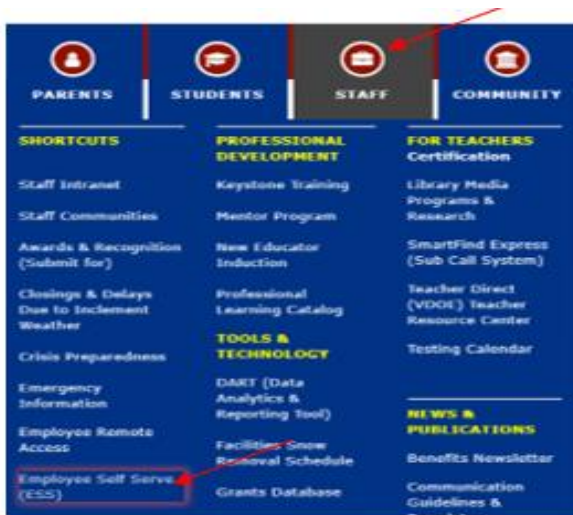 PARENTS
STUDENTS
STAFF
COMMUNITY
SHORTCUTS
Staff Intranet
Staff Communities
Awards & Recognition
(Submit for)
Closings & Delays
Due to Inclement
Weather
Crisis Preparedness
Emergency
Information
Employee Remote
Access
Employee Self Serve
(ESS)
PROFESSIONAL
DEVELOPMENT
Keystone Training
Mentor Program
New Educator
Induction
Professional
Learning Catalog
TOOLS &
TECHNOLOGY
DART (Data
Analytics &
Reporting Tool)
Facilities Snow
Removal Schedule
Grants Database
FOR TEACHERS
Certification
Library Media
Programs &
Research
SmartFind Express
(Sub Call System)
Teacher Direct
(VDOE) Teacher
Resource Center
Testing Calendar
NEWS &
PUBLICATIONS
Benefits Newsletter
Communication
Guidelines &